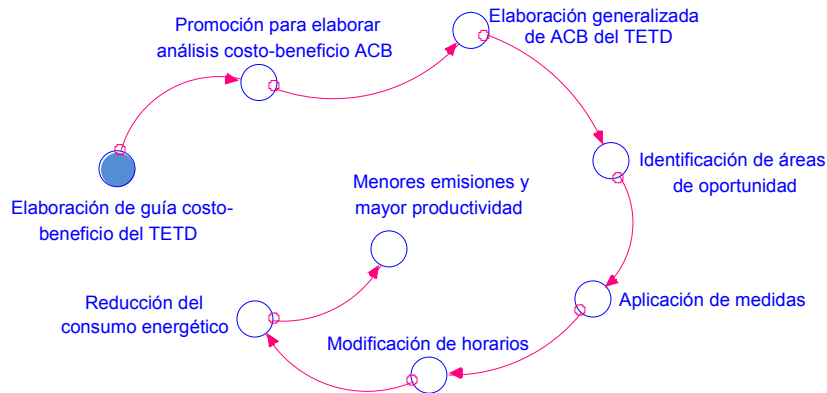 Promoción para elaborar
análisis costo-beneficio ACB
Elaboración generalizada
de ACB del TETD
Identificación de áreas
de oportunidad
Menores emisiones y
mayor productividad
Elaboración de guía costo-
beneficio del TETD
Reducción del
consumo energético
Aplicación de medidas
Modificación de horarios